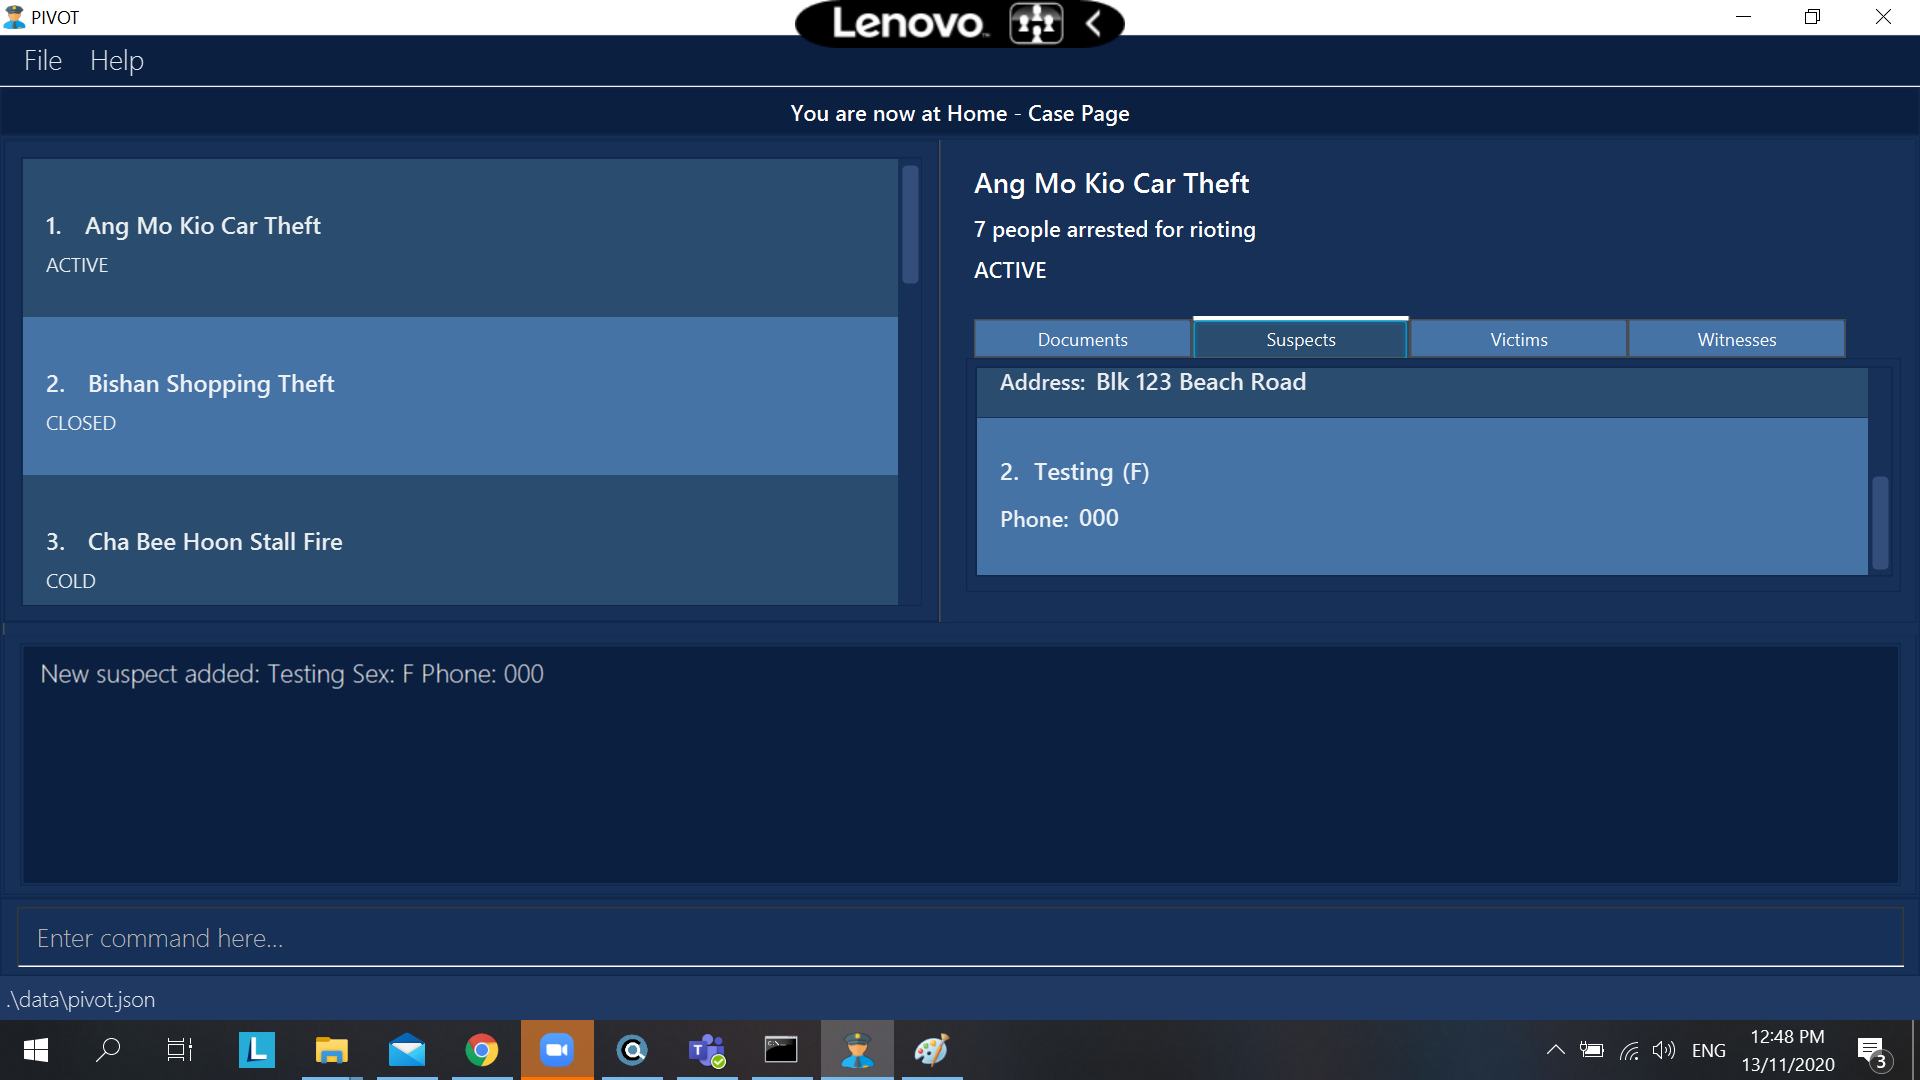 PIVOT
Lenovo
File Help
You are now at Home - Case Page
1. Ang Mo Kio Car Theft
ACTIVE
2. Bishan Shopping Theft
CLOSED
3. Cha Bee Hoon Stall Fire
COLD
Ang Mo Kio Car Theft
7 people arrested for rioting
ACTIVE
Documents Suspects Victims Witnesses
Address: Blk 123 Beach Road
2. Testing (F)
Phone: 000
New suspect added: Testing Sex: F Phone: 000
Enter command here...
.\data\pivot.json
ENG
12:48 PM
13/11/2020
3